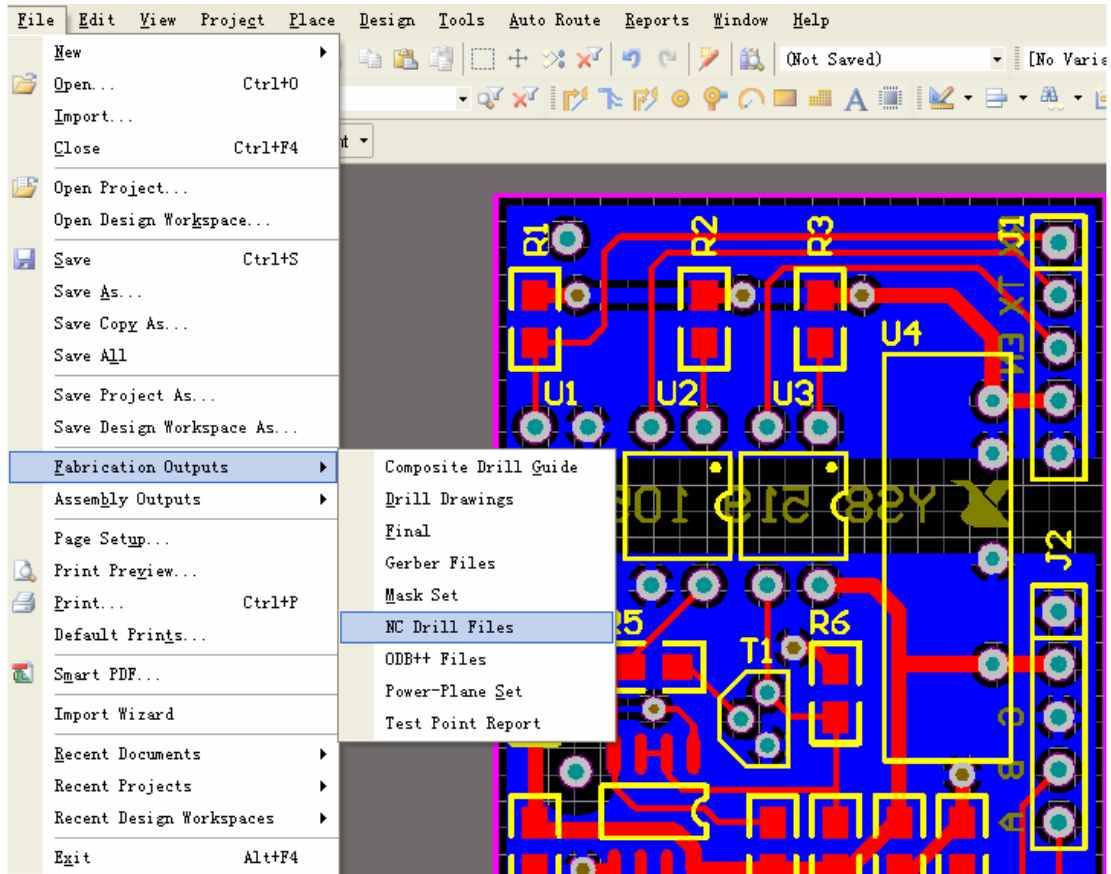 File Edit View Project Place Design Tools Auto Route Reports Window Help
New
(Not Saved)
[No Varia
Open... Ctrl+O
Import...
Close Ctrl+F4
Open Project...
Open Design Workspace...
Save Ctrl+S
Save As...
Save Copy As...
Save All
Save Project As...
Save Design Workspace As...
Fabrication Outputs
Assembly Outputs
Page Setup...
Print Preview...
Print... Ctrl+P
Default Prints...
Smart PDF...
Import Wizard
Recent Documents
Recent Projects
Recent Design Workspaces
Exit Alt+F4
Composite Drill Guide
Drill Drawings
Final
Gerber Files
Mask Set
NC Drill Files
ODB++ Files
Power-Plane Set
Test Point Report
R1 R2 R3 J1
TX
U4
U1 U2 U3
YS8
J2
R5 R6
T1
C
B
A